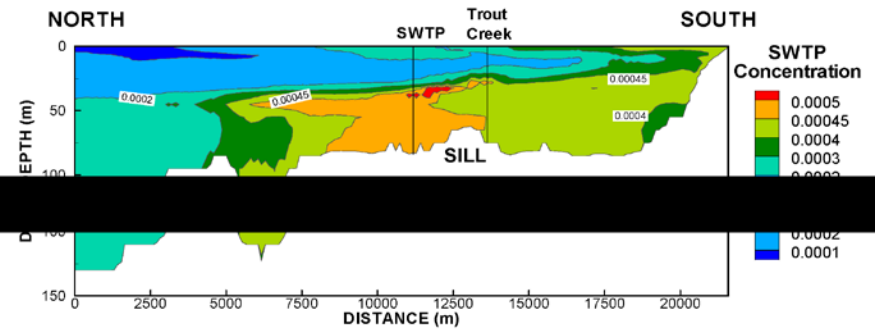 NORTH
Trout
Creek
SOUTH
SWTP
SWTP
Concentration
0
0.0002
0.00045
0.00045
0.0005
0.00045
50
0.0004
0.0004
0.0003
SILL
0.0002
0.0001
150
0
2500
5000
7500
10000
12500
15000
17500
20000
DISTANCE (m)